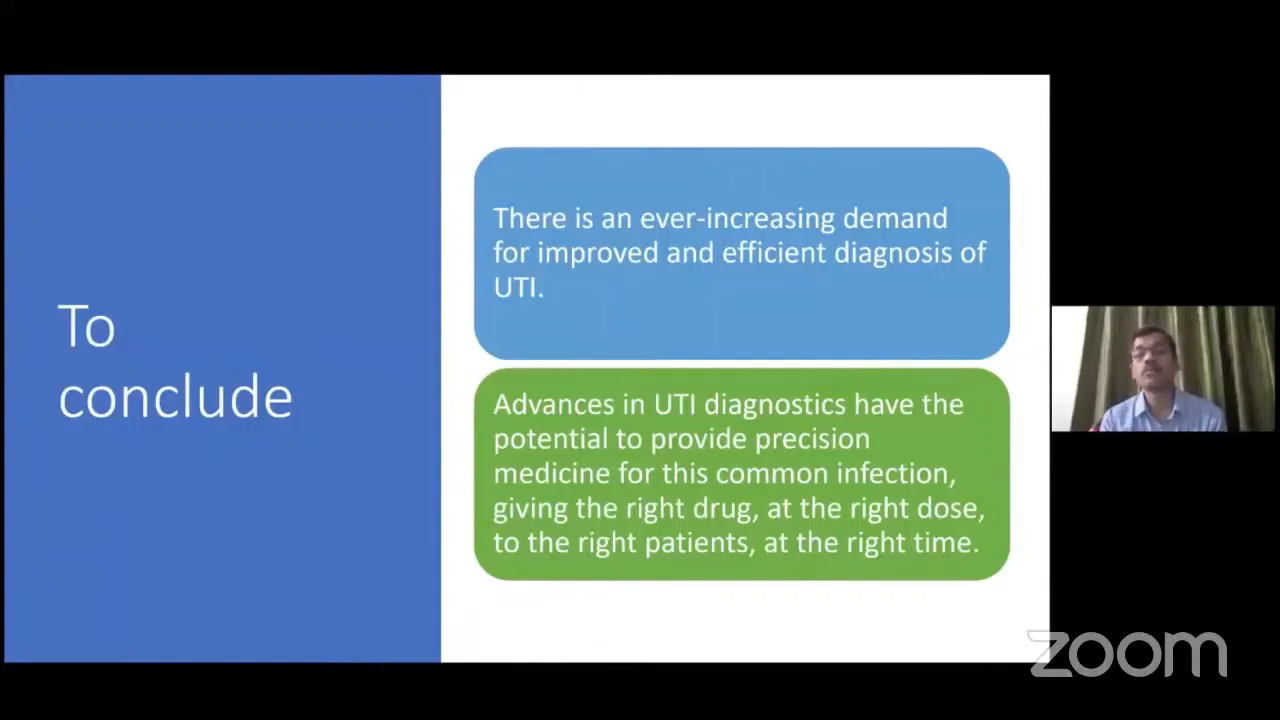 To
conclude
There is an ever-increasing demand
for improved and efficient diagnosis of
UTI.
Advances in UTI diagnostics have the
potential to provide precision
medicine for this common infection,
giving the right drug, at the right dose,
to the right patients, at the right time.
zoom